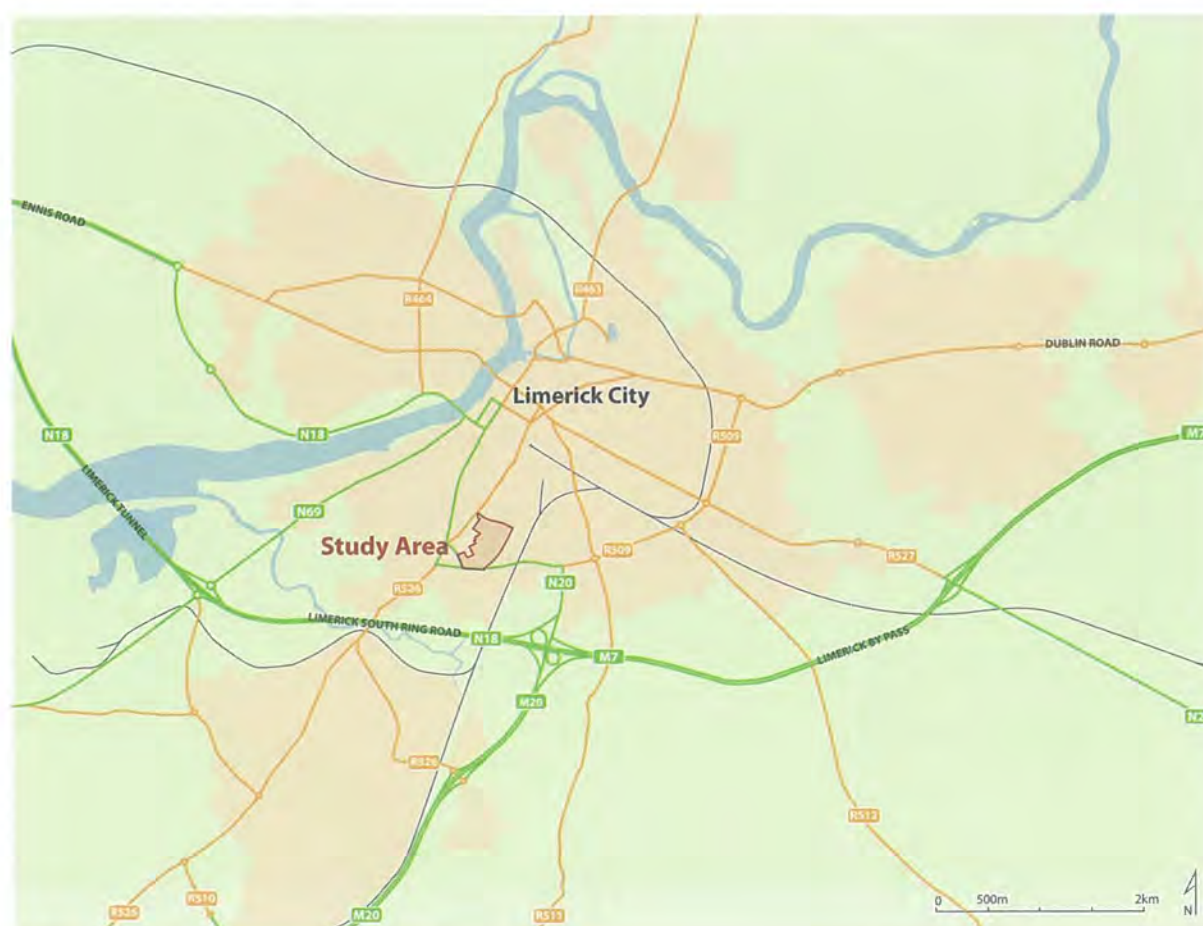 ENNIS ROAD
R464
R463
DUBLIN ROAD
Limerick City
M7
N18
N18
R509
LIMERICK TUNNEL
N69
Study Area
R509
R527
R526
N20
LIMERICK SOUTH RING ROAD
N18
M7
LIMERICK BY PASS
M20
R526
R512
R526
R510
M20
R511
0 500m 2km
N